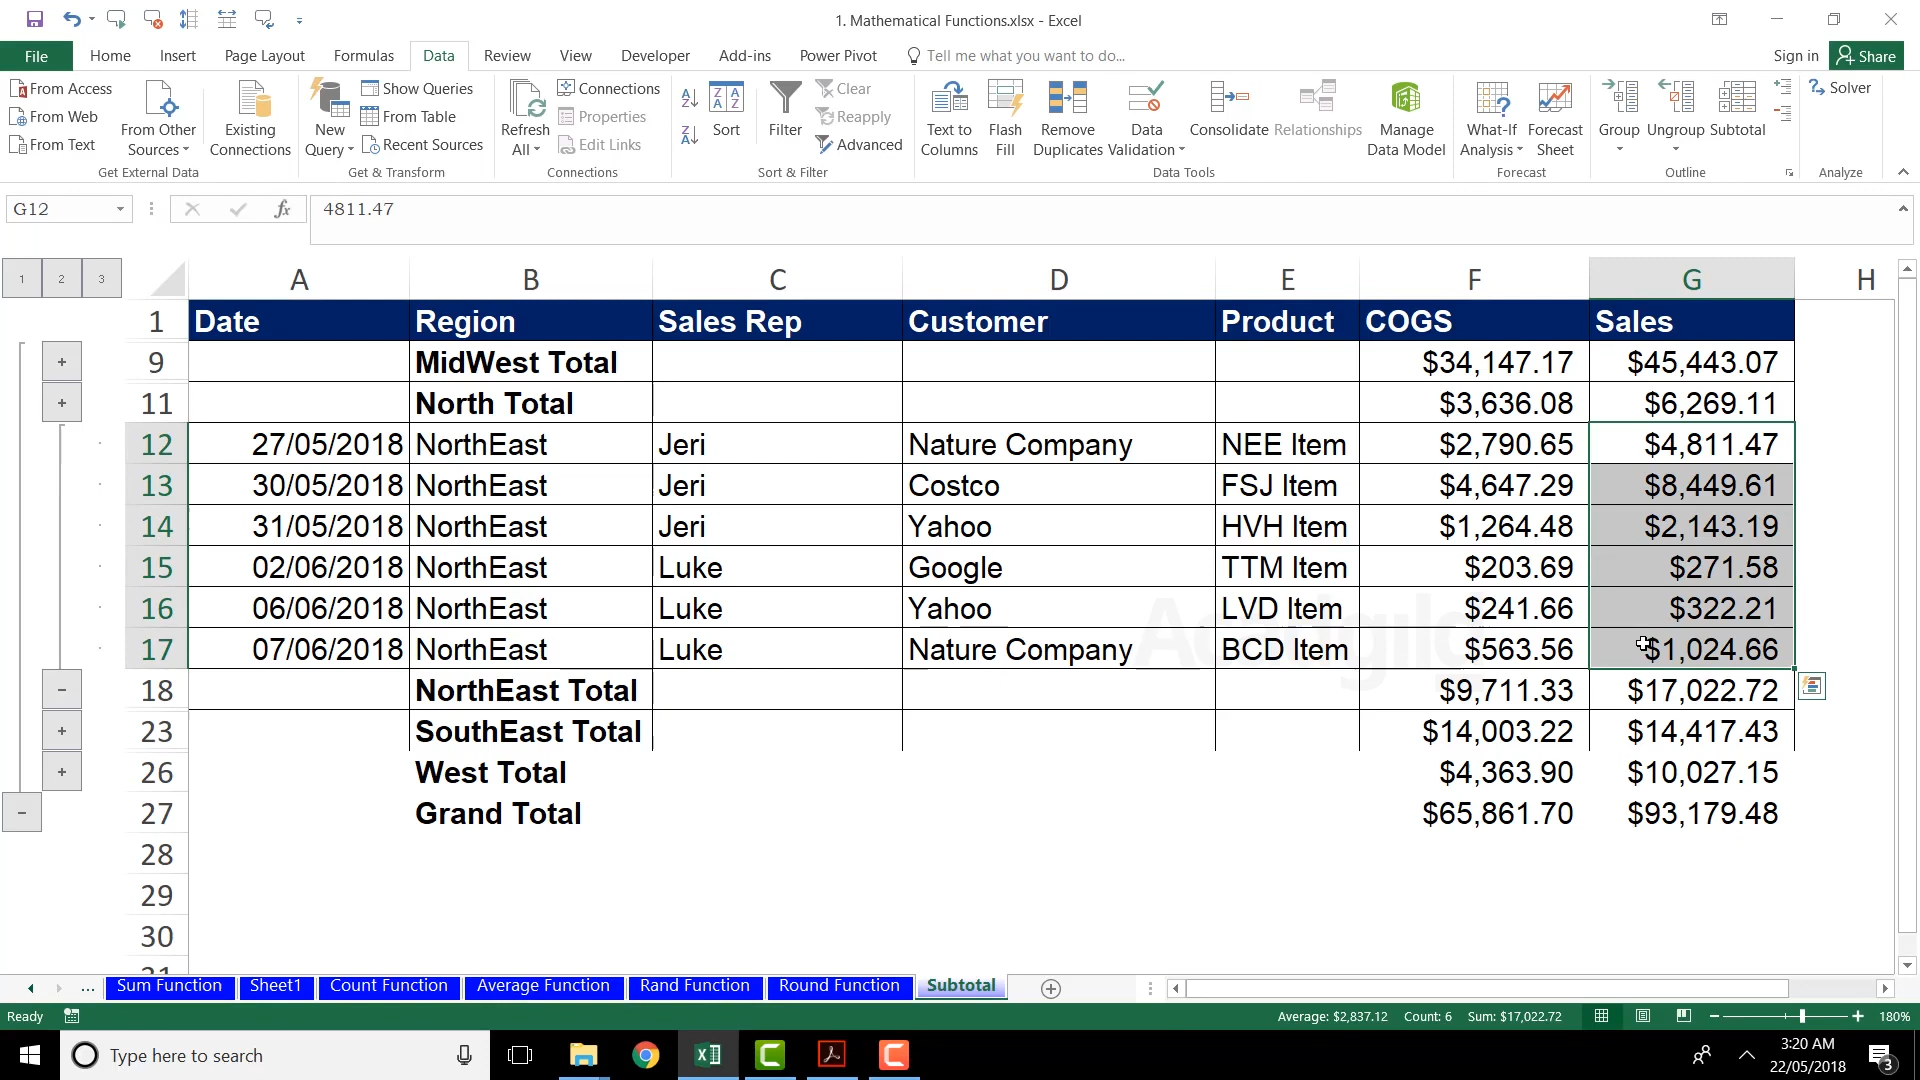 1. Mathematical Functions.xlsx - Excel
File Home Insert Page Layout Formulas Data Review View Developer Add-ins Power Pivot Tell me what you want to do... Sign in Share
From Access
From Web
From Text
From Other Sources
Existing Connections
Get External Data
New Query
Show Queries
From Table
Recent Sources
Get & Transform
Refresh All
Connections
Properties
Edit Links
Connections
Sort
Filter
Clear
Reapply
Advanced
Sort & Filter
Text to Columns
Flash Fill
Remove Duplicates
Data Validation
Consolidate
Relationships
Manage Data Model
Data Tools
What-If Analysis
Forecast Sheet
Forecast
Group
Ungroup
Subtotal
Outline
Solver
Analyze
G12 fx 4811.47
1 2 3 A B C D E F G H
1 Date Region Sales Rep Customer Product COGS Sales
9 MidWest Total $34,147.17 $45,443.07
11 North Total $3,636.08 $6,269.11
12 27/05/2018 NorthEast Jeri Nature Company NEE Item $2,790.65 $4,811.47
13 30/05/2018 NorthEast Jeri Costco FSJ Item $4,647.29 $8,449.61
14 31/05/2018 NorthEast Jeri Yahoo HVH Item $1,264.48 $2,143.19
15 02/06/2018 NorthEast Luke Google TTM Item $203.69 $271.58
16 06/06/2018 NorthEast Luke Yahoo LVD Item $241.66 $322.21
17 07/06/2018 NorthEast Luke Nature Company BCD Item $563.56 $1,024.66
18 NorthEast Total $9,711.33 $17,022.72
23 SouthEast Total $14,003.22 $14,417.43
26 West Total $4,363.90 $10,027.15
27 Grand Total $65,861.70 $93,179.48
28
29
30
... Sum Function Sheet1 Count Function Average Function Rand Function Round Function Subtotal
Ready Average: $2,837.12 Count: 6 Sum: $17,022.72 180%
Type here to search
3:20 AM
22/05/2018
3